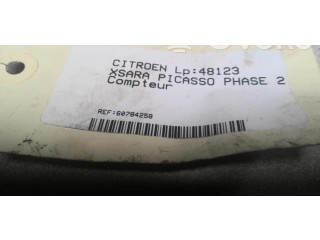 CITROEN Lp:48123
XSARA PICASSO PHASE 2
Compteur
REF:60784258